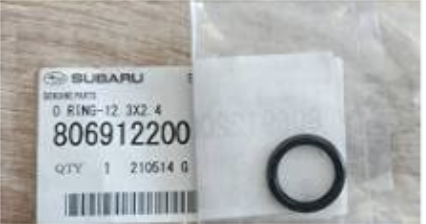 SUBARU
GENUINE PARTS
O RING-12.3X2.4
806912200
QTY 1 210514 G